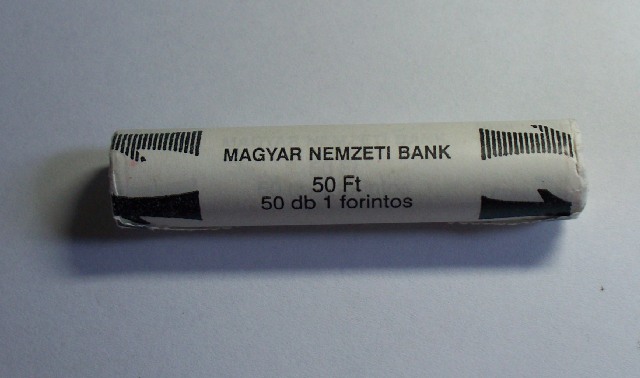 MAGYAR NEMZETI BANK
50 Ft
50 db 1 forintos